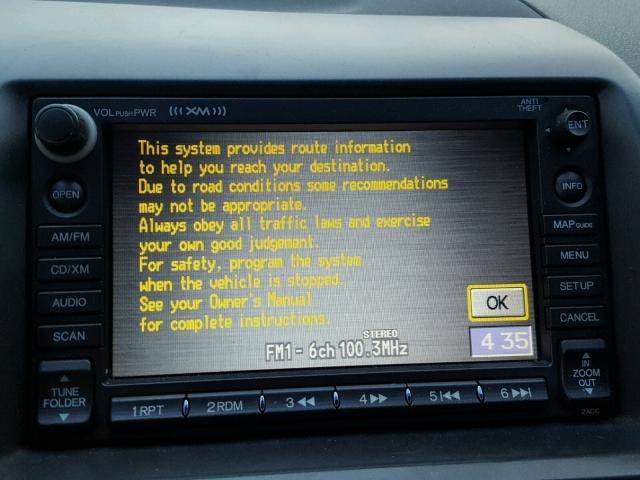 VOL PUSH PWR (((XM)))
ANTI
THEFT
ENT
OPEN
INFO
AM/FM
MAP GUIDE
CD/XM
MENU
AUDIO
SETUP
SCAN
CANCEL
TUNE
FOLDER
IN
ZOOM
OUT
This system provides route information
to help you reach your destination.
Due to road conditions some recommendations
may not be appropriate.
Always obey all traffic laws and exercise
your own good judgement.
For safety, program the system
when the vehicle is stopped.
See your Owner's Manual
for complete instructions.
OK
STEREO
FM1- 6ch 100.3MHz
4 35
1 RPT
2 RDM
3 ◀◀
4 ▶▶
5 |◀◀
6 ▶▶|
2ACC